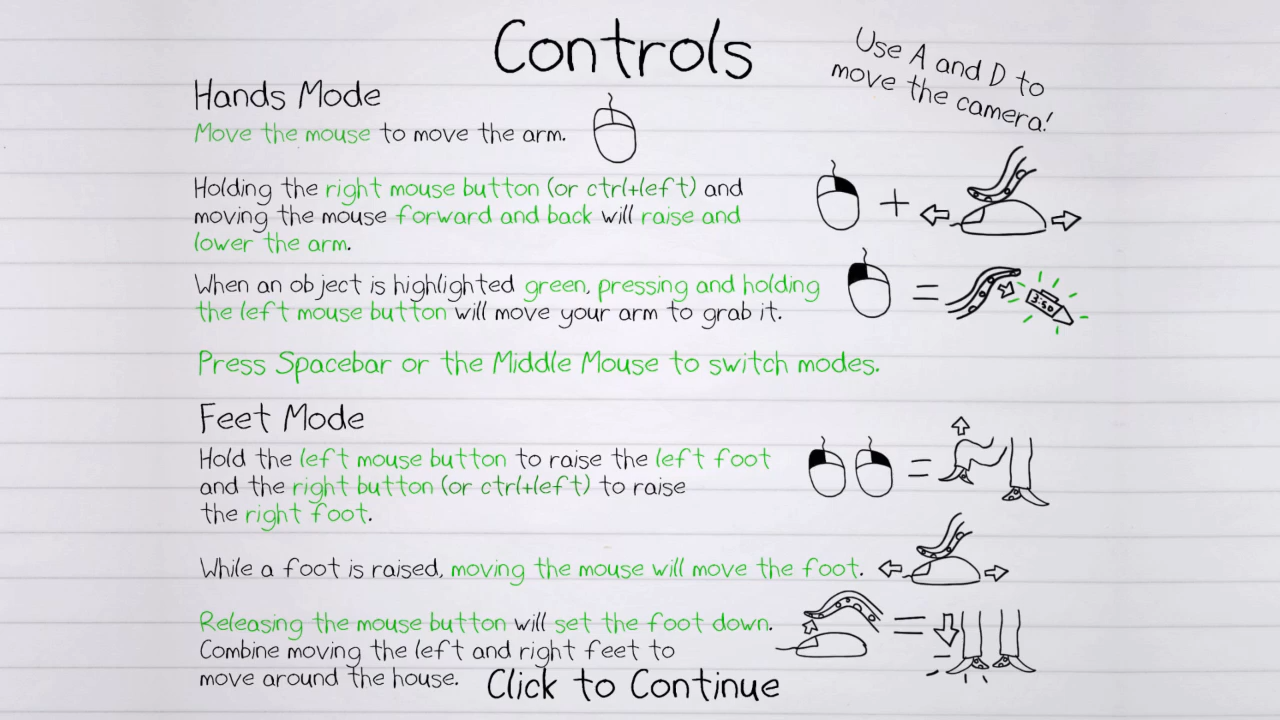 Controls
Use A and D to
move the camera!
Hands Mode
Move the mouse to move the arm.
Holding the right mouse button (or ctrl+left) and
moving the mouse forward and back will raise and
lower the arm.
When an object is highlighted green, pressing and holding
the left mouse button will move your arm to grab it.
3:50
Press Spacebar or the Middle Mouse to switch modes.
Feet Mode
Hold the left mouse button to raise the left foot
and the right button (or ctrl+left) to raise
the right foot.
While a foot is raised, moving the mouse will move the foot.
Releasing the mouse button will set the foot down.
Combine moving the left and right feet to
move around the house.
Click to Continue